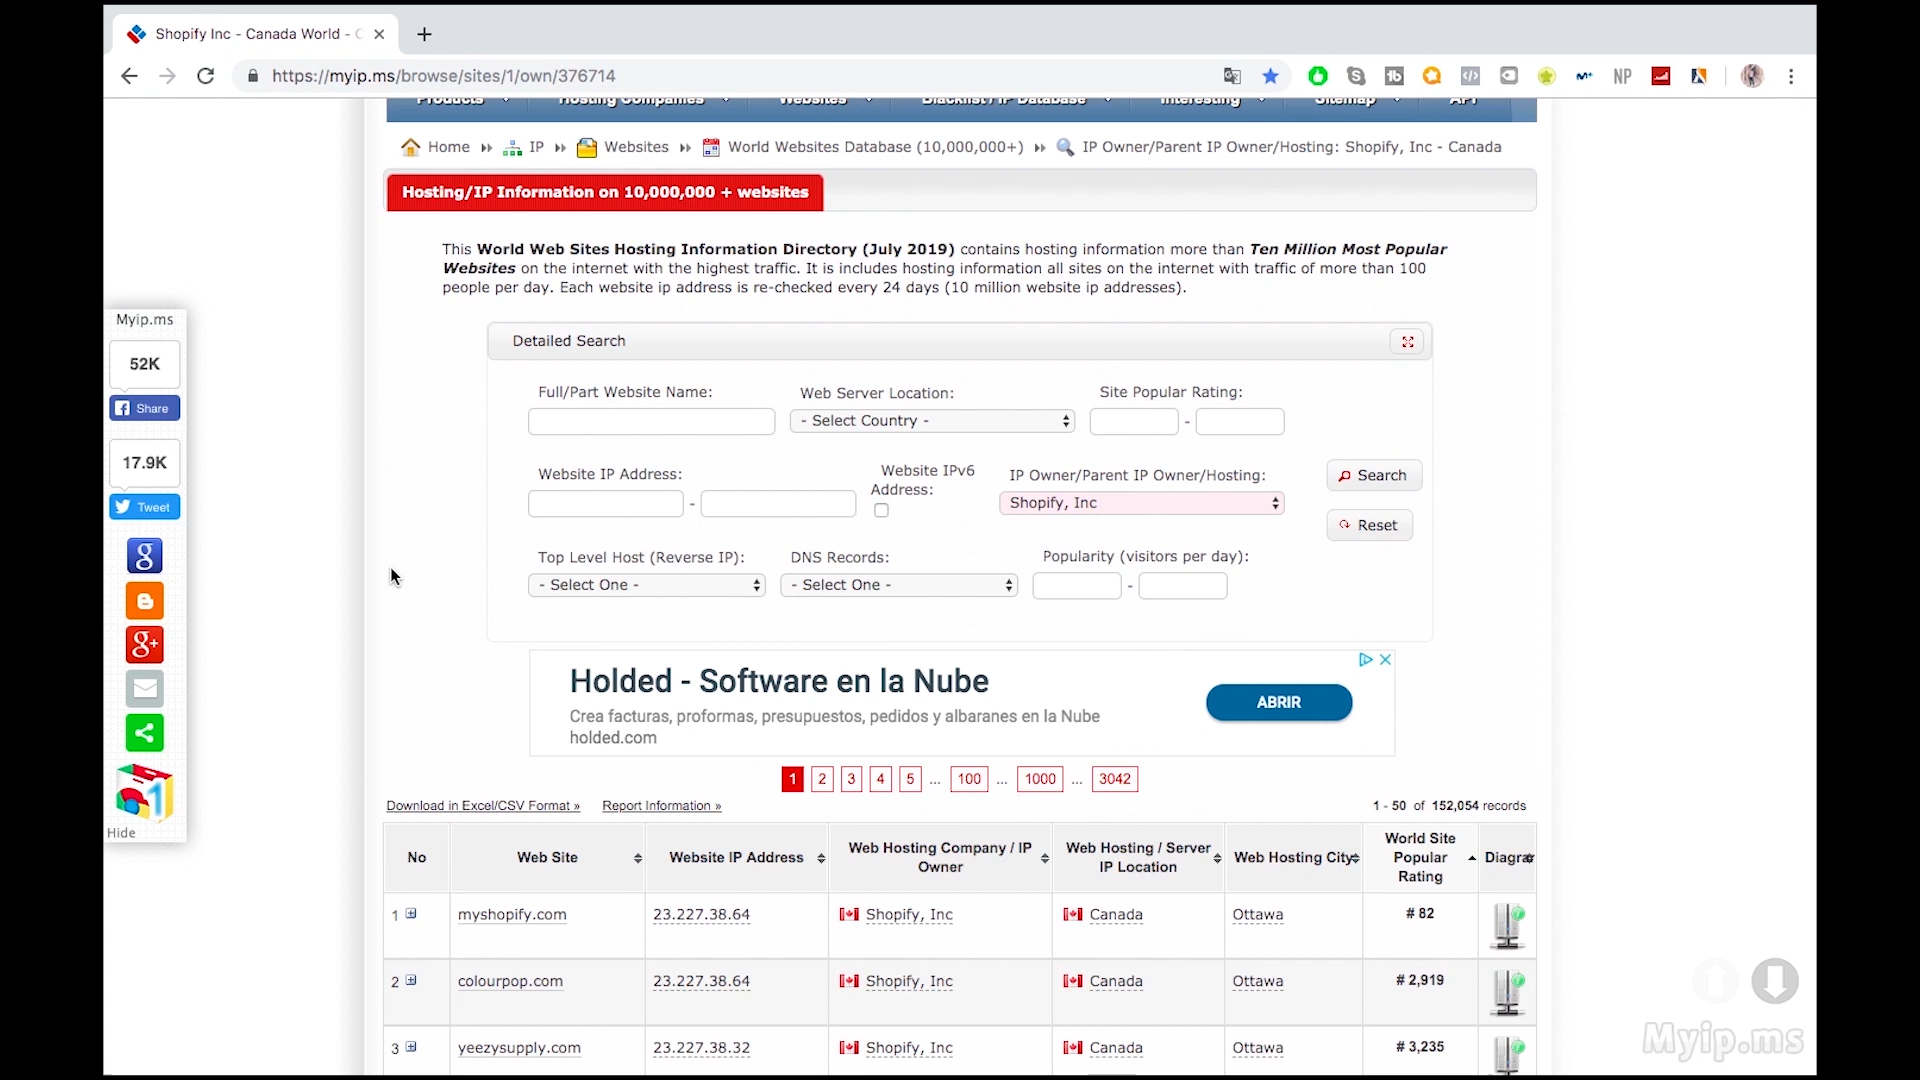 Shopify Inc - Canada World - C
https://myip.ms/browse/sites/1/own/376714
NP
Products Hosting Companies Websites Blacklist / IP Database Interesting Sitemap API
Home IP Websites World Websites Database (10,000,000+) IP Owner/Parent IP Owner/Hosting: Shopify, Inc - Canada
Hosting/IP Information on 10,000,000 + websites
This World Web Sites Hosting Information Directory (July 2019) contains hosting information more than Ten Million Most Popular
Websites on the internet with the highest traffic. It is includes hosting information all sites on the internet with traffic of more than 100
people per day. Each website ip address is re-checked every 24 days (10 million website ip addresses).
Myip.ms
52K
Share
17.9K
Tweet
Hide
Detailed Search
Full/Part Website Name: Web Server Location: Site Popular Rating:
- Select Country - -
Website IP Address: Website IPv6 Address: IP Owner/Parent IP Owner/Hosting:
- Shopify, Inc
Search
Reset
Top Level Host (Reverse IP): DNS Records: Popularity (visitors per day):
- Select One - - Select One - -
Holded - Software en la Nube
Crea facturas, proformas, presupuestos, pedidos y albaranes en la Nube
holded.com
ABRIR
1 2 3 4 5 ... 100 ... 1000 ... 3042
Download in Excel/CSV Format » Report Information » 1 - 50 of 152,054 records
No Web Site Website IP Address Web Hosting Company / IP Owner Web Hosting / Server IP Location Web Hosting City World Site Popular Rating Diagra
1 myshopify.com 23.227.38.64 Shopify, Inc Canada Ottawa # 82
2 colourpop.com 23.227.38.64 Shopify, Inc Canada Ottawa # 2,919
3 yeezysupply.com 23.227.38.32 Shopify, Inc Canada Ottawa # 3,235
Myip.ms